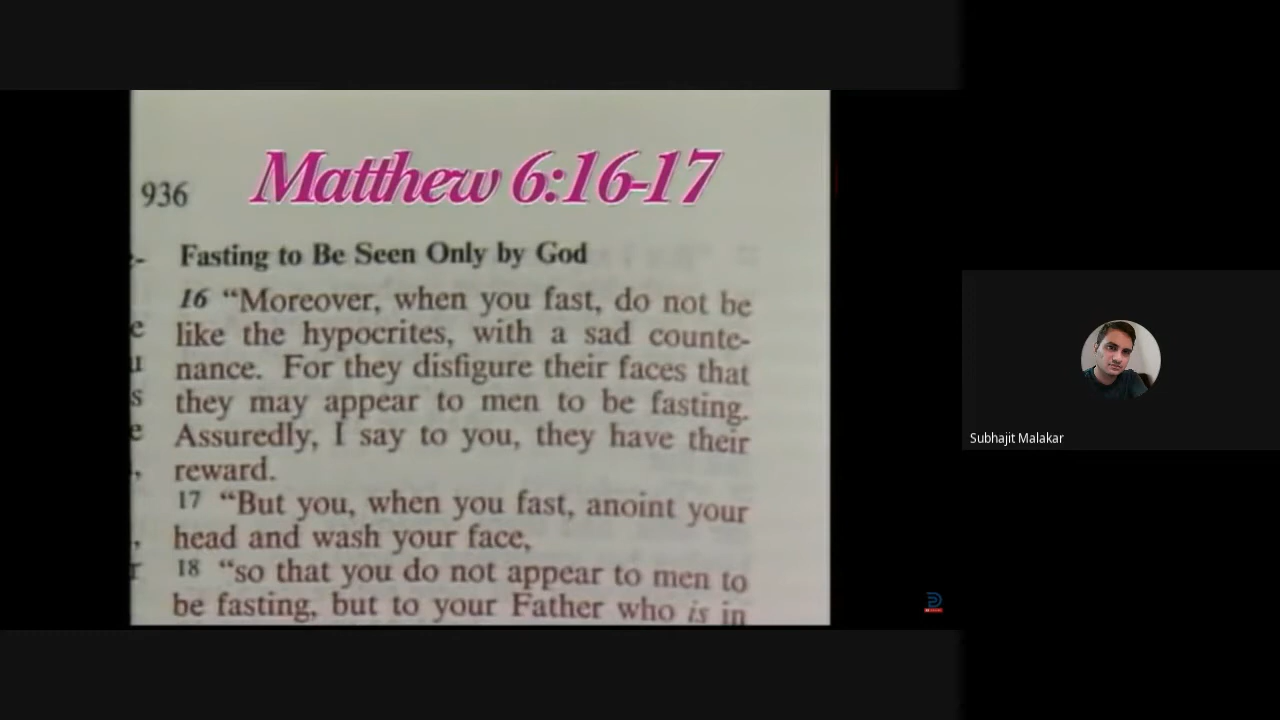 Matthew 6:16-17
936
Fasting to Be Seen Only by God
16 “Moreover, when you fast, do not be
like the hypocrites, with a sad counte-
nance. For they disfigure their faces that
they may appear to men to be fasting.
Assuredly, I say to you, they have their
reward.
17 “But you, when you fast, anoint your
head and wash your face,
18 “so that you do not appear to men to
be fasting, but to your Father who is in
Subhajit Malakar